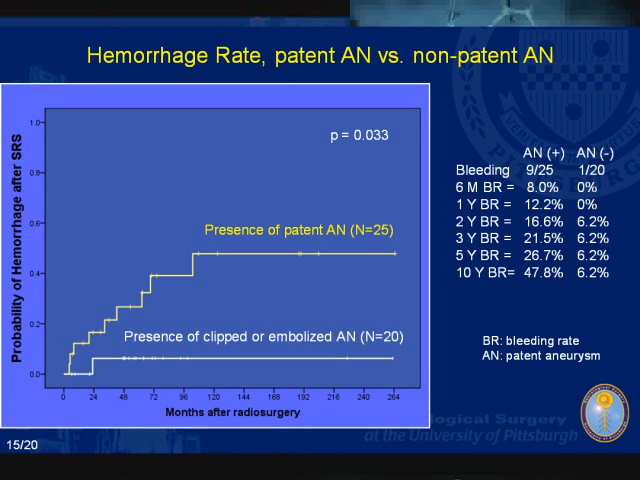 Hemorrhage Rate, patent AN vs. non-patent AN
Probability of Hemorrhage after SRS
1.0
0.8
0.6
0.4
0.2
0.0
p = 0.033
Presence of patent AN (N=25)
Presence of clipped or embolized AN (N=20)
0 24 48 72 96 120 144 168 192 216 240 264
Months after radiosurgery
AN (+) AN (-)
Bleeding 9/25 1/20
6 M BR = 8.0% 0%
1 Y BR = 12.2% 0%
2 Y BR = 16.6% 6.2%
3 Y BR = 21.5% 6.2%
5 Y BR = 26.7% 6.2%
10 Y BR= 47.8% 6.2%
BR: bleeding rate
AN: patent aneurysm
ological Surgery
at the University of Pittsburgh
15/20